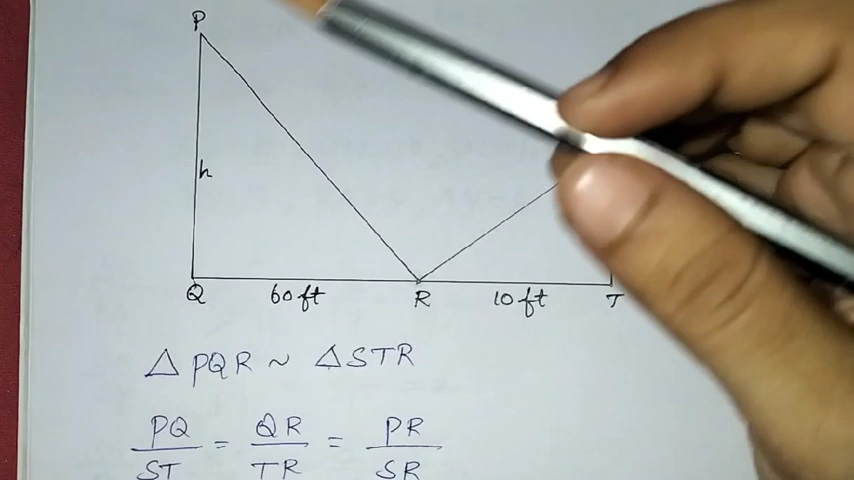 P
h
Q 60 ft R 10 ft T
△ PQR ~ △STR
PQ/ST = QR/TR = PR/SR